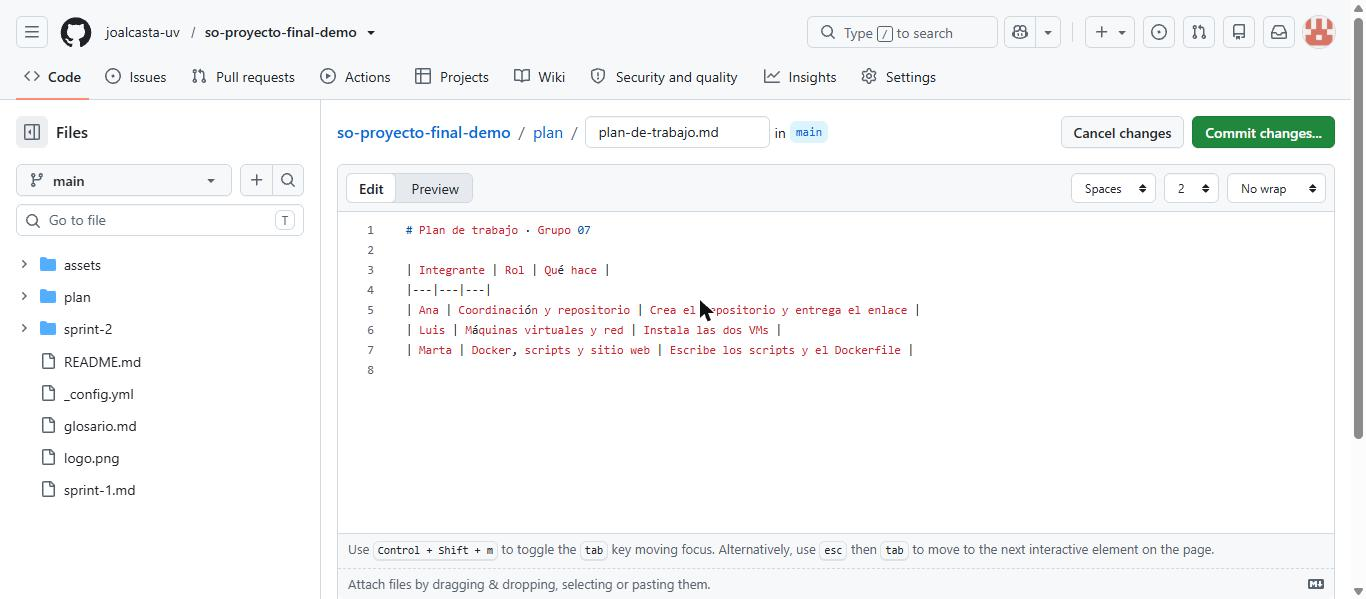 joalcasta-uv / so-proyecto-final-demo
Type / to search
Code Issues Pull requests Actions Projects Wiki Security and quality Insights Settings
Files
so-proyecto-final-demo / plan / plan-de-trabajo.md in main
Cancel changes Commit changes...
main
Go to file T
assets
plan
sprint-2
README.md
_config.yml
glosario.md
logo.png
sprint-1.md
Edit Preview
Spaces 2 No wrap
1 # Plan de trabajo · Grupo 07
2
3 | Integrante | Rol | Qué hace |
4 |---|---|---|
5 | Ana | Coordinación y repositorio | Crea el repositorio y entrega el enlace |
6 | Luis | Máquinas virtuales y red | Instala las dos VMs |
7 | Marta | Docker, scripts y sitio web | Escribe los scripts y el Dockerfile |
8
Use Control + Shift + m to toggle the tab key moving focus. Alternatively, use esc then tab to move to the next interactive element on the page.
Attach files by dragging & dropping, selecting or pasting them.